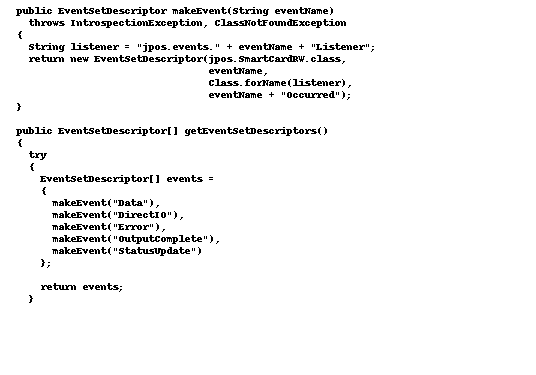 public EventSetDescriptor makeEvent(String eventName)
  throws IntrospectionException, ClassNotFoundException
{
  String listener = "jpos.events." + eventName + "Listener";
  return new EventSetDescriptor(jpos.SmartCardRW.class,
                                eventName,
                                Class.forName(listener),
                                eventName + "Occurred");
}

public EventSetDescriptor[] getEventSetDescriptors()
{
  try
  {
    EventSetDescriptor[] events =
    {
      makeEvent("Data"),
      makeEvent("DirectIO"),
      makeEvent("Error"),
      makeEvent("OutputComplete"),
      makeEvent("StatusUpdate")
    };

    return events;
  }